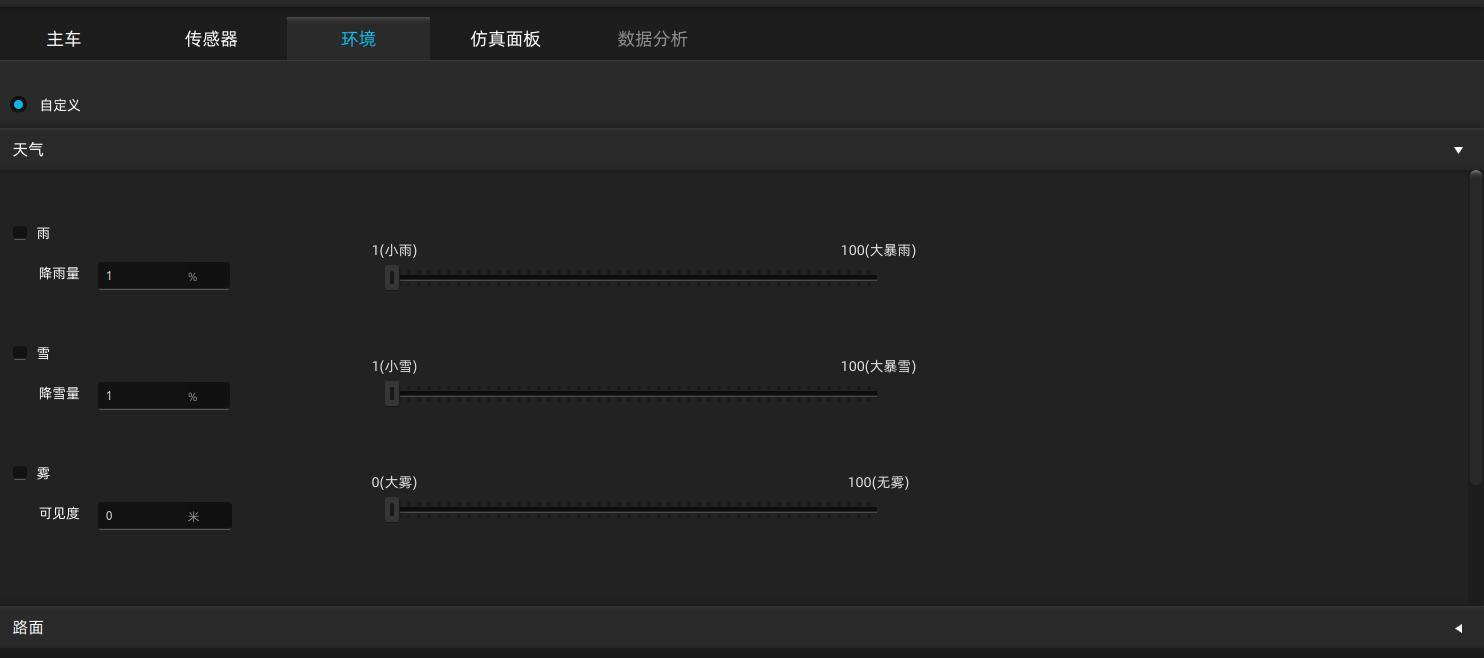 主车 传感器 环境 仿真面板 数据分析
自定义
天气
雨
1(小雨) 100(大暴雨)
降雨量 1 %
雪
1(小雪) 100(大暴雪)
降雪量 1 %
雾
0(大雾) 100(无雾)
可见度 0 米
路面